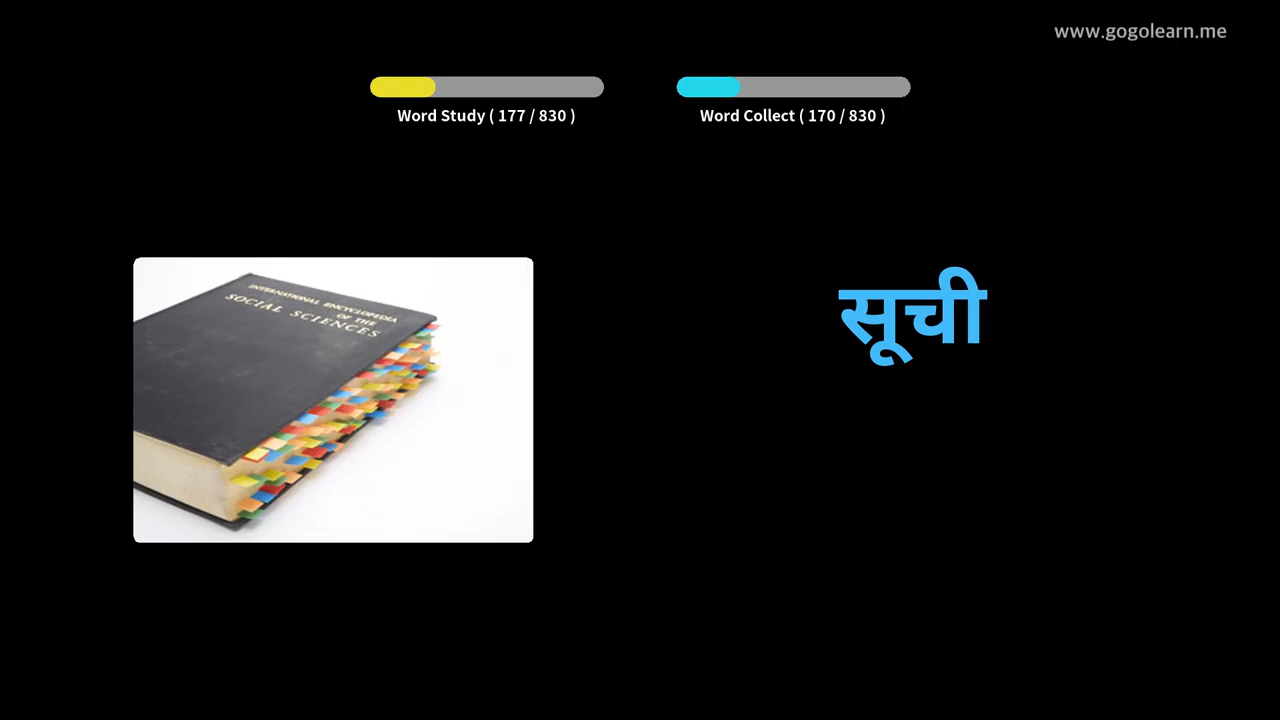 www.gogolearn.me
Word Study ( 177 / 830 )
Word Collect ( 170 / 830 )
INTERNATIONAL ENCYCLOPEDIA
OF THE
SOCIAL SCIENCES
सूची